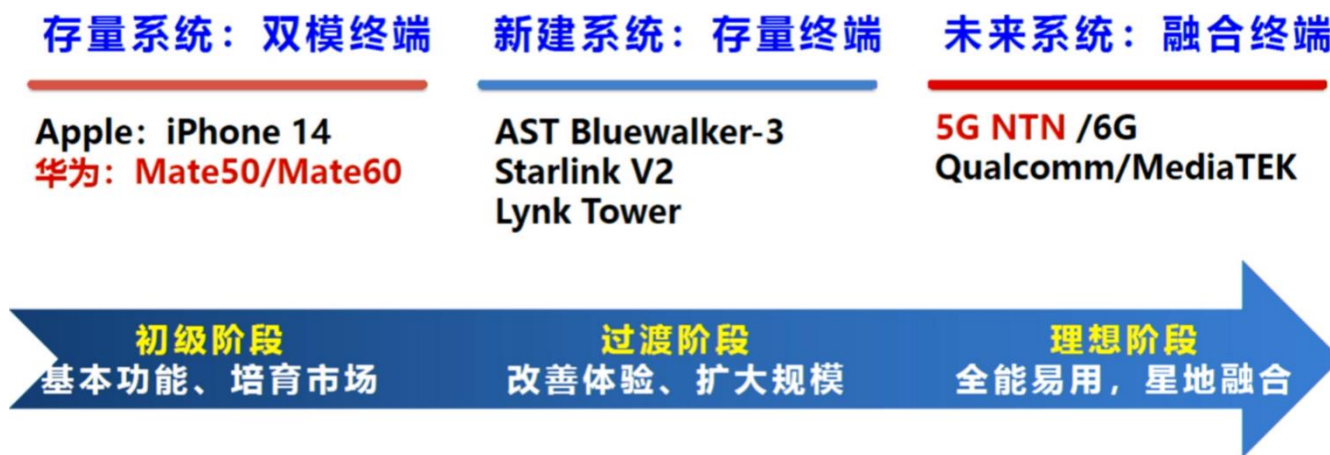 存量系统：双模终端
Apple：iPhone 14
华为：Mate50/Mate60
新建系统：存量终端
AST Bluewalker-3
Starlink V2
Lynk Tower
未来系统：融合终端
5G NTN /6G
Qualcomm/MediaTEK
初级阶段
基本功能、培育市场
过渡阶段
改善体验、扩大规模
理想阶段
全能易用，星地融合